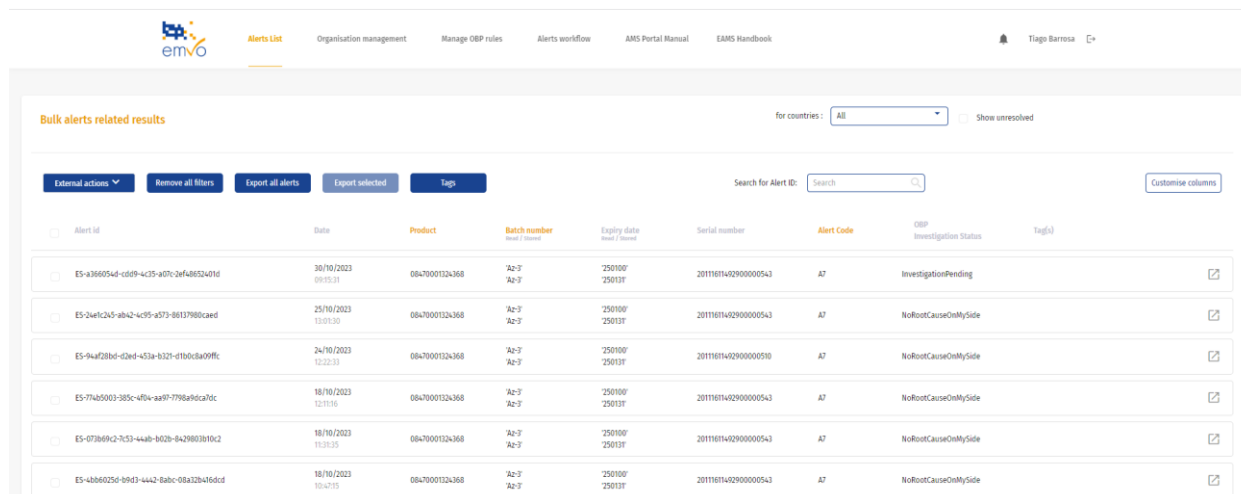 emvo
Alerts List Organisation management Manage OBP rules Alerts workflow AMS Portal Manual EAMS Handbook Tiago Barrosa
Bulk alerts related results for countries : All Show unresolved
External actions Remove all filters Export all alerts Export selected Tags Search for Alert ID: Search Customise columns
Alert id Date Product Batch number Expiry date Serial number Alert Code OBP Tag(s)
Read / Stored Read / Stored Investigation Status
ES-a366054d-cdd9-4c35-a07c-2ef48652401d 30/10/2023 08470001324368 'Az-3' '250100' 20111611492900000543 A7 InvestigationPending
09:15:31 'Az-3' '250131'
ES-24e1c245-ab42-4c95-a573-86137980caed 25/10/2023 08470001324368 'Az-3' '250100' 20111611492900000543 A7 NoRootCauseOnMySide
13:01:30 'Az-3' '250131'
ES-94af28bd-d2ed-453a-b321-d1b0c8a09ffc 24/10/2023 08470001324368 'Az-3' '250100' 20111611492900000510 A7 NoRootCauseOnMySide
12:22:33 'Az-3' '250131'
ES-774b5003-385c-4f04-aa97-7798a9dca7dc 18/10/2023 08470001324368 'Az-3' '250100' 20111611492900000543 A7 NoRootCauseOnMySide
12:11:16 'Az-3' '250131'
ES-073b69c2-7c53-44ab-b02b-8429803b10c2 18/10/2023 08470001324368 'Az-3' '250100' 20111611492900000543 A7 NoRootCauseOnMySide
11:31:35 'Az-3' '250131'
ES-4bb6025d-b9d3-4442-8abc-08a32b416dcd 18/10/2023 08470001324368 'Az-3' '250100' 20111611492900000543 A7 NoRootCauseOnMySide
10:47:15 'Az-3' '250131'